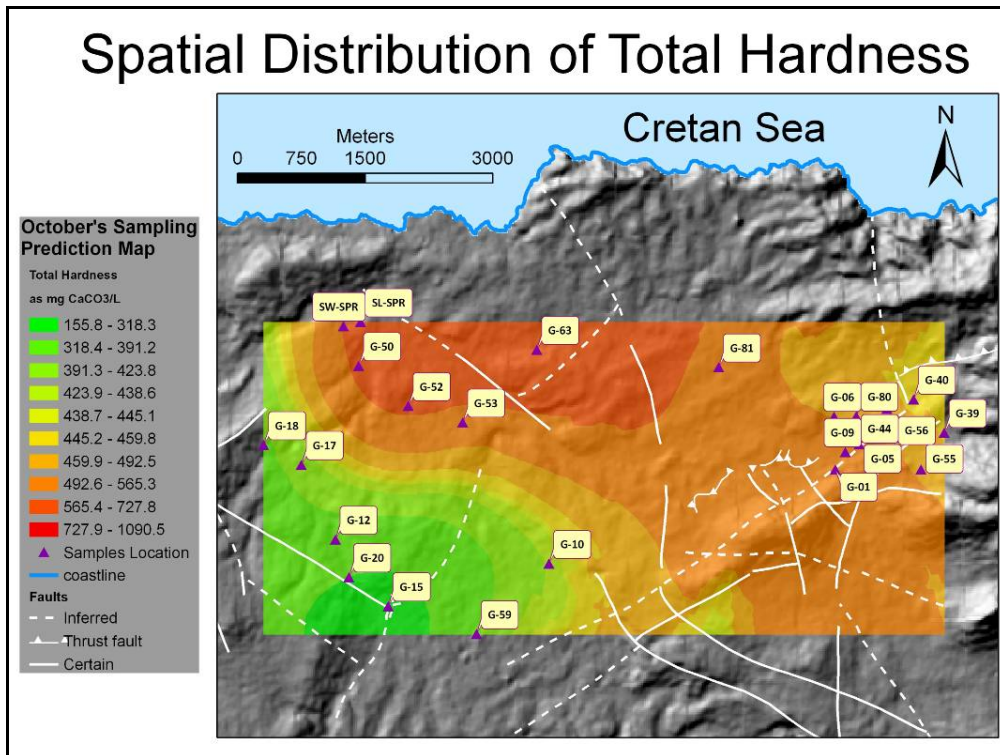 Spatial Distribution of Total Hardness
Meters
0 750 1500 3000
Cretan Sea
N
October's Sampling
Prediction Map
Total Hardness
as mg CaCO3/L
155.8 - 318.3
318.4 - 391.2
391.3 - 423.8
423.9 - 438.6
438.7 - 445.1
445.2 - 459.8
459.9 - 492.5
492.6 - 565.3
565.4 - 727.8
727.9 - 1090.5
Samples Location
coastline
Faults
Inferred
Thrust fault
Certain
SW-SPR
SL-SPR
G-63
G-50
G-81
G-52
G-40
G-53
G-06
G-80
G-39
G-18
G-09
G-44
G-56
G-17
G-05
G-55
G-01
G-12
G-10
G-20
G-15
G-59